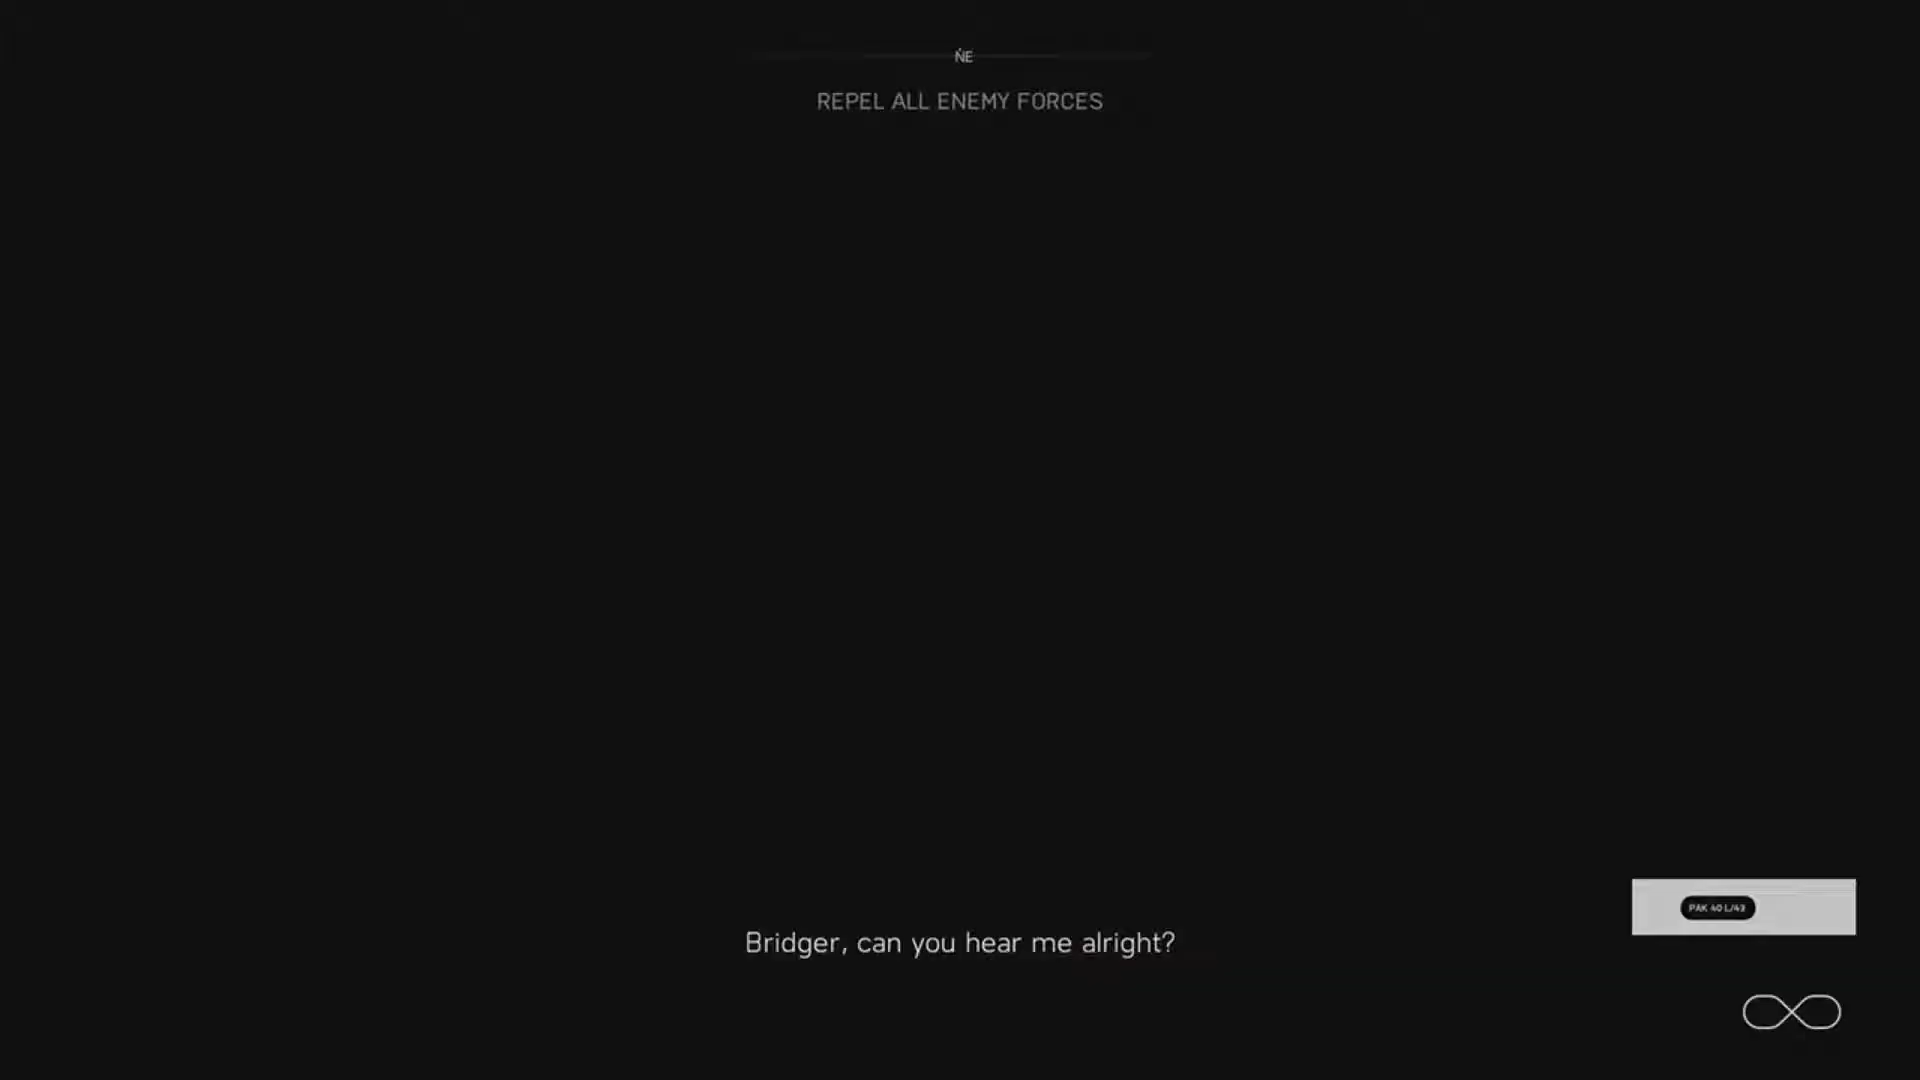 NE
REPEL ALL ENEMY FORCES
PAK 40 L/43
Bridger, can you hear me alright?